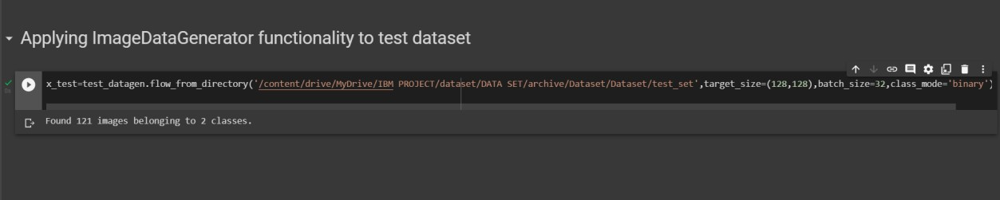 Applying ImageDataGenerator functionality to test dataset
x_test=test_datagen.flow_from_directory('/content/drive/MyDrive/IBM PROJECT/dataset/DATA SET/archive/Dataset/Dataset/test_set',target_size=(128,128),batch_size=32,class_mode='binary')
0s
Found 121 images belonging to 2 classes.